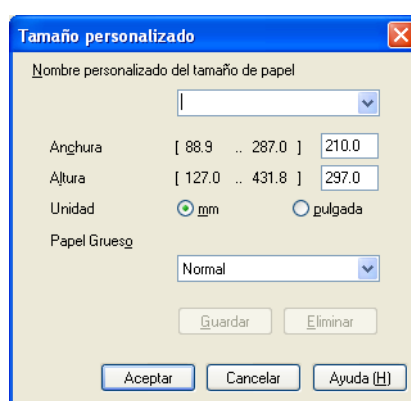 Tamaño personalizado
Nombre personalizado del tamaño de papel
Anchura [ 88.9 .. 287.0 ] 210.0
Altura [ 127.0 .. 431.8 ] 297.0
Unidad mm pulgada
Papel Grueso
Normal
Guardar Eliminar
Aceptar Cancelar Ayuda (H)